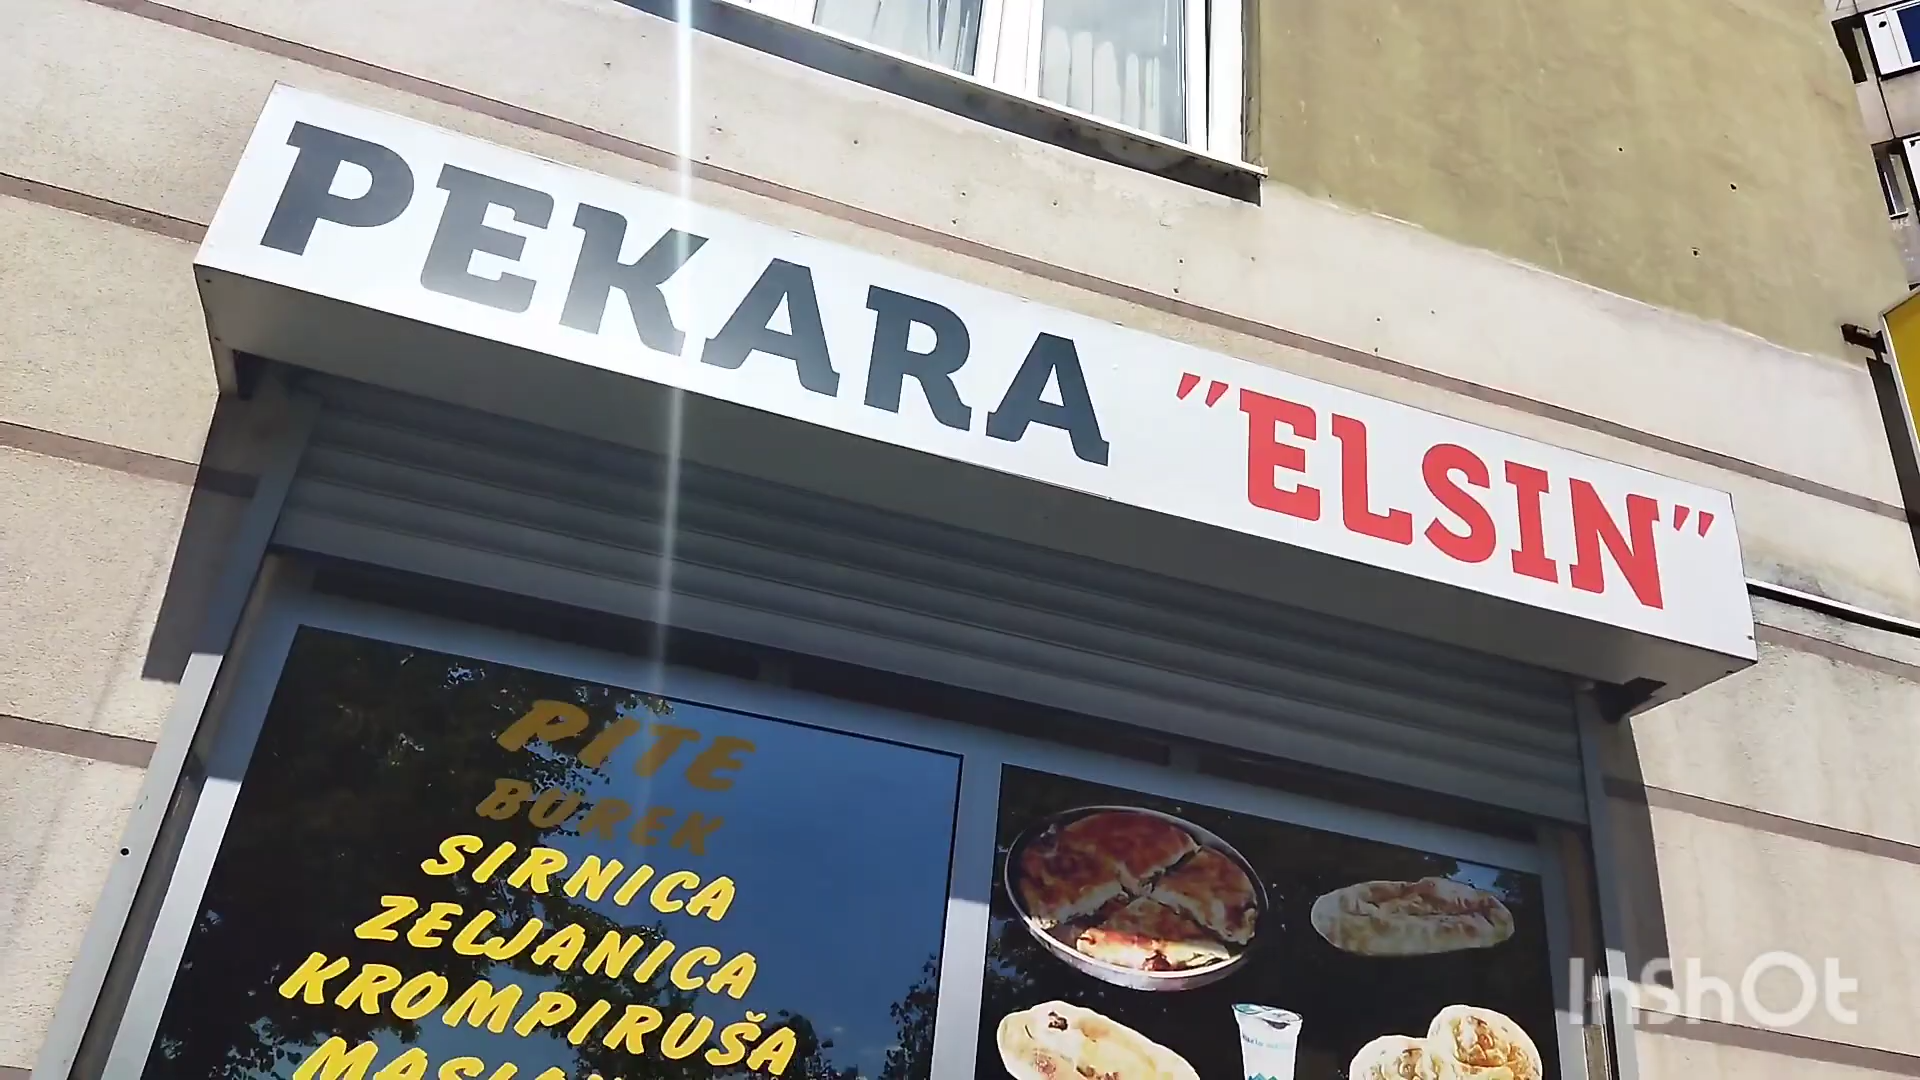 PEKARA "ELSIN"
PITE
BUREK
SIRNICA
ZELJANICA
KROMPIRUŠA
InShOt